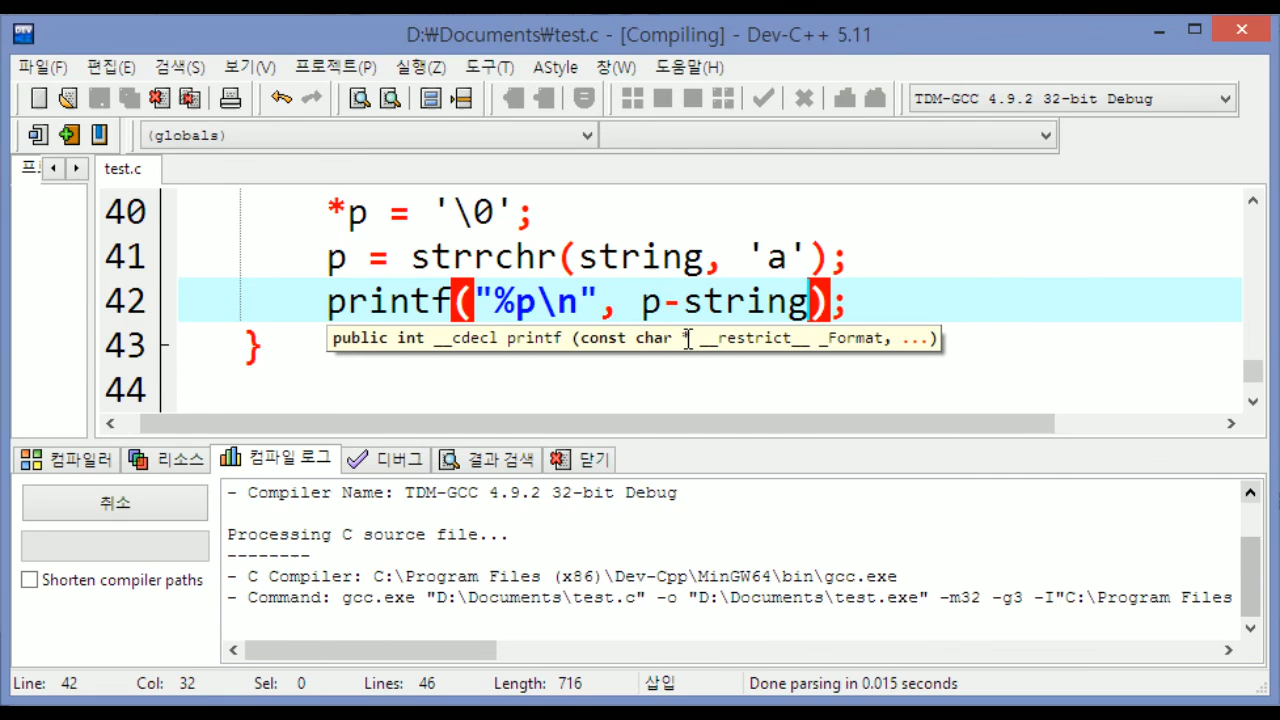 D:₩Documents₩test.c - [Compiling] - Dev-C++ 5.11
파일(F) 편집(E) 검색(S) 보기(V) 프로젝트(P) 실행(Z) 도구(T) AStyle 창(W) 도움말(H)
TDM-GCC 4.9.2 32-bit Debug
(globals)
test.c
40 *p = '\0';
41 p = strrchr(string, 'a');
42 printf("%p\n", p-string);
public int __cdecl printf (const char * __restrict__ _Format, ...)
43 }
44
컴파일러 리소스 컴파일 로그 디버그 결과 검색 닫기
취소
Shorten compiler paths
- Compiler Name: TDM-GCC 4.9.2 32-bit Debug
Processing C source file...
--------
- C Compiler: C:\Program Files (x86)\Dev-Cpp\MinGW64\bin\gcc.exe
- Command: gcc.exe "D:\Documents\test.c" -o "D:\Documents\test.exe" -m32 -g3 -I"C:\Program Files
Line: 42 Col: 32 Sel: 0 Lines: 46 Length: 716 삽입 Done parsing in 0.015 seconds